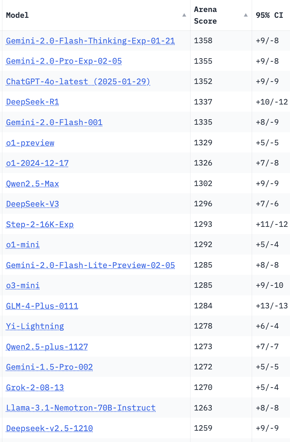 Model Arena Score 95% CI
Gemini-2.0-Flash-Thinking-Exp-01-21 1358 +9/-8
Gemini-2.0-Pro-Exp-02-05 1355 +9/-8
ChatGPT-4o-latest (2025-01-29) 1352 +9/-9
DeepSeek-R1 1337 +10/-12
Gemini-2.0-Flash-001 1335 +8/-9
o1-preview 1329 +5/-5
o1-2024-12-17 1326 +7/-8
Qwen2.5-Max 1302 +9/-9
DeepSeek-V3 1296 +7/-6
Step-2-16K-Exp 1293 +11/-12
o1-mini 1292 +5/-4
Gemini-2.0-Flash-Lite-Preview-02-05 1285 +8/-8
o3-mini 1285 +9/-10
GLM-4-Plus-0111 1284 +13/-13
Yi-Lightning 1278 +6/-4
Qwen2.5-plus-1127 1273 +7/-7
Gemini-1.5-Pro-002 1272 +5/-5
Grok-2-08-13 1270 +5/-4
Llama-3.1-Nemotron-70B-Instruct 1263 +8/-8
Deepseek-v2.5-1210 1259 +9/-9